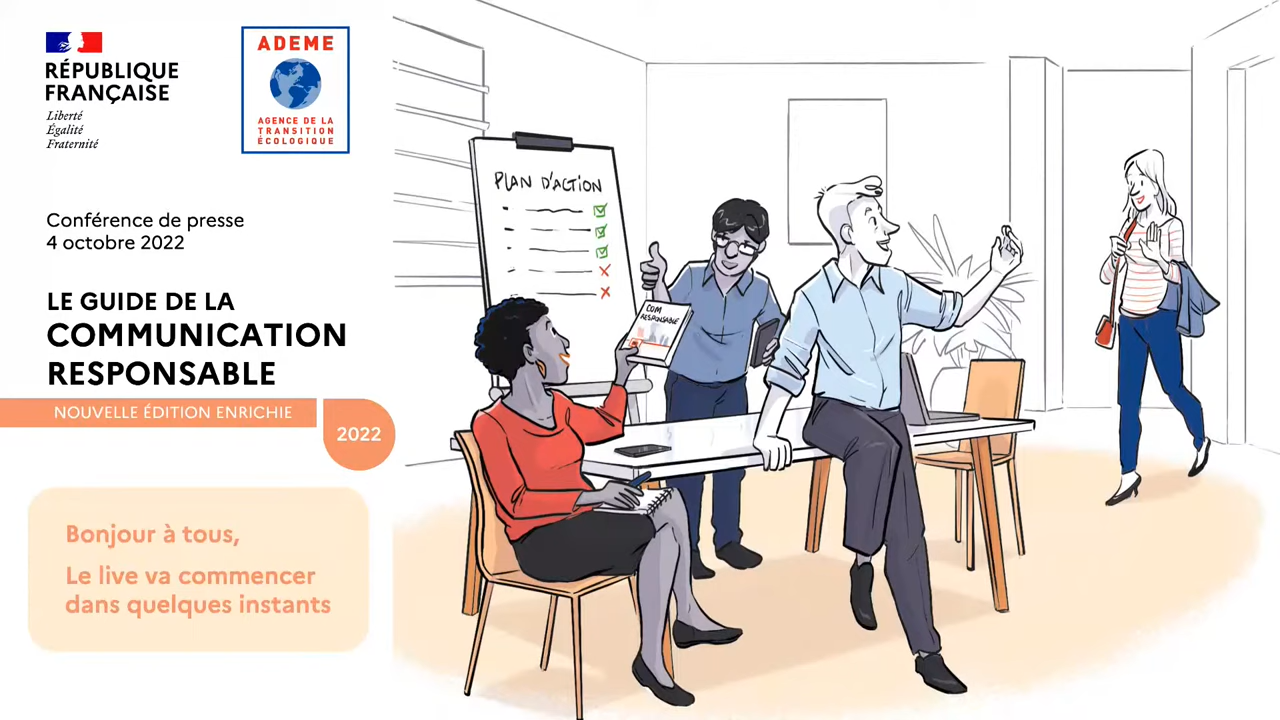 RÉPUBLIQUE
FRANÇAISE
Liberté
Égalité
Fraternité
ADEME
AGENCE DE LA
TRANSITION
ÉCOLOGIQUE
Conférence de presse
4 octobre 2022
LE GUIDE DE LA
COMMUNICATION
RESPONSABLE
NOUVELLE ÉDITION ENRICHIE
2022
Bonjour à tous,
Le live va commencer
dans quelques instants
PLAN D'ACTION
COM
RESPONSABLE